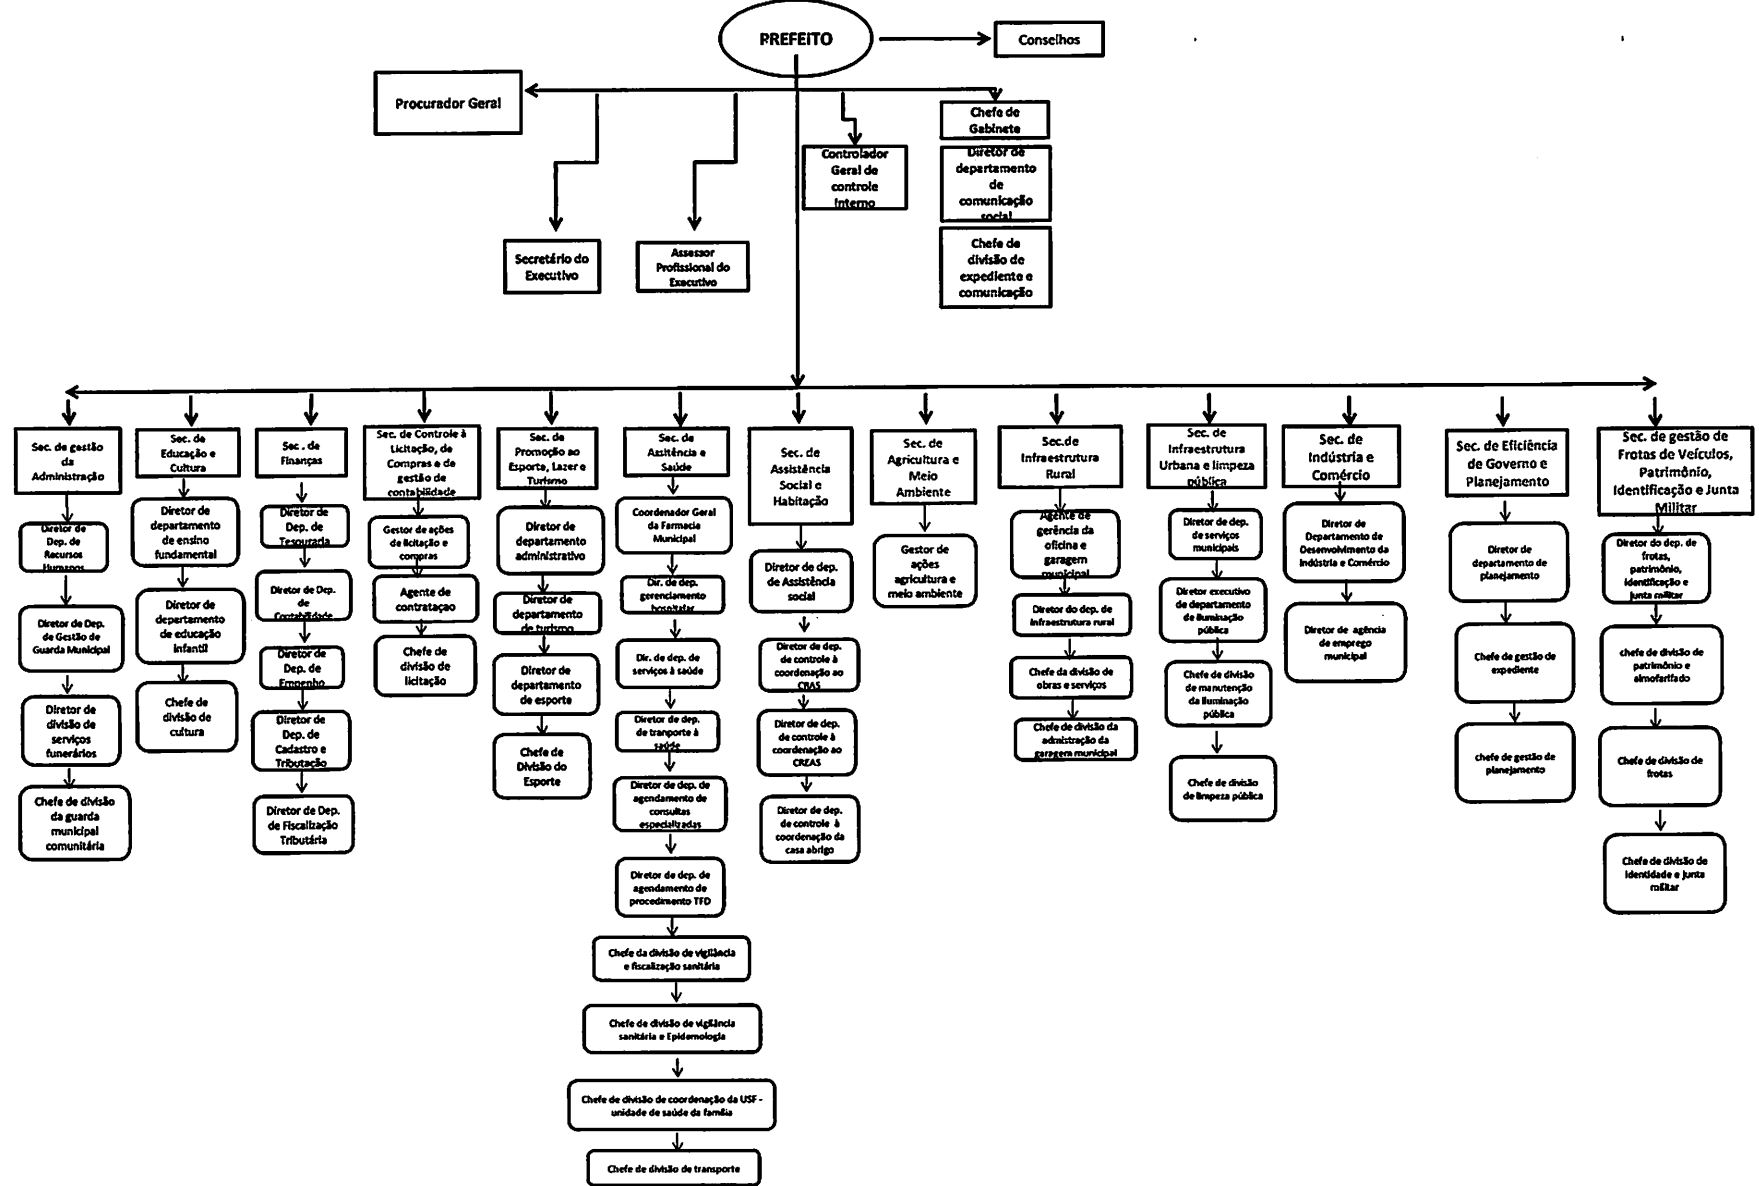 PREFEITO
Conselhos
Procurador Geral
Chefe de
Gabinete
Controlador
Geral de
controle
Interno
Diretor de
departamento
de
comunicação
social
Chefe de
divisão de
expediente e
comunicação
Secretário do
Executivo
Assessor
Profissional do
Executivo
Sec. de gestão
da
Administração
Diretor de
Dep. de
Recursos
Humanos
Diretor de Dep.
de Gestão de
Guarda Municipal
Diretor de
divisão de
serviços
funerários
Chefe de divisão
da guarda
municipal
comunitária
Sec. de
Educação e
Cultura
Diretor de
departamento
de ensino
fundamental
Diretor de
departamento
de educação
infantil
Chefe de
divisão de
cultura
Sec . de
Finanças
Diretor de
Dep. de
Tesouraria
Diretor de Dep.
de
Contabilidade
Diretor de
Dep. de
Empenho
Diretor de
Dep. de
Cadastro e
Tributação
Diretor de Dep.
de Fiscalização
Tributária
Sec. de Controle à
Licitação, de
Compras e de
gestão de
contabilidade
Gestor de ações
de licitação e
compras
Agente de
contrataçao
Chefe de
divisão de
licitação
Sec. de
Promoção ao
Esporte, Lazer e
Turismo
Diretor de
departamento
administrativo
Diretor de
departamento
de turismo
Diretor de
departamento
de esporte
Chefe de
Divisão do
Esporte
Sec. de
Assitência e
Saúde
Coordenador Geral
da Farmacia
Municipal
Dir. de dep.
gerenciamento
hospitalar
Dir. de dep. de
serviços à saúde
Diretor de dep.
de tranporte à
saúde
Diretor de dep. de
agendamento de
consultas
especializadas
Diretor de dep. de
agendamento de
procedimento TFD
Chefe da divisão de vigilância
e fiscalização sanitária
Chefe de divisão de vigilância
sanitária e Epidemologia
Chefe de divisão de coordenação da USF -
unidade de saúde da família
Chefe de divisão de transporte
Sec. de
Assistência
Social e
Habitação
Diretor de dep.
de Assistência
social
Diretor de dep.
de controle à
coordenação ao
CRAS
Diretor de dep.
de controle à
coordenação ao
CREAS
Diretor de dep.
de controle à
coordenação da
casa abrigo
Sec. de
Agricultura e
Meio
Ambiente
Gestor de
ações
agricultura e
meio ambiente
Sec.de
Infraestrutura
Rural
Agente de
gerência da
oficina e
garagem
municipal
Diretor do dep. de
infraestrutura rural
Chefe da divisão de
obras e serviços
Chefe de divisão da
admistração da
garagem municipal
Sec. de
Infraestrutura
Urbana e limpeza
pública
Diretor de dep.
de serviços
municipais
Diretor executivo
de departamento
de iluminação
pública
Chefe de divisão
de manutenção
da iluminação
pública
Chefe de divisão
de limpeza pública
Sec. de
Indústria e
Comércio
Diretor de
Departamento de
Desenvolvimento da
Indústria e Comércio
Diretor de agência
de emprego
municipal
Sec. de Eficiência
de Governo e
Planejamento
Diretor de
departamento de
planejamento
Chefe de gestão de
expediente
chefe de gestão de
planejamento
Sec. de gestão de
Frotas de Veículos,
Patrimônio,
Identificação e Junta
Militar
Diretor do dep. de
frotas,
patrimônio,
identificação e
junta militar
chefe de divisão de
patrimônio e
almofarifado
Chefe de divisão de
frotas
Chefe de divisão de
identidade e junta
militar